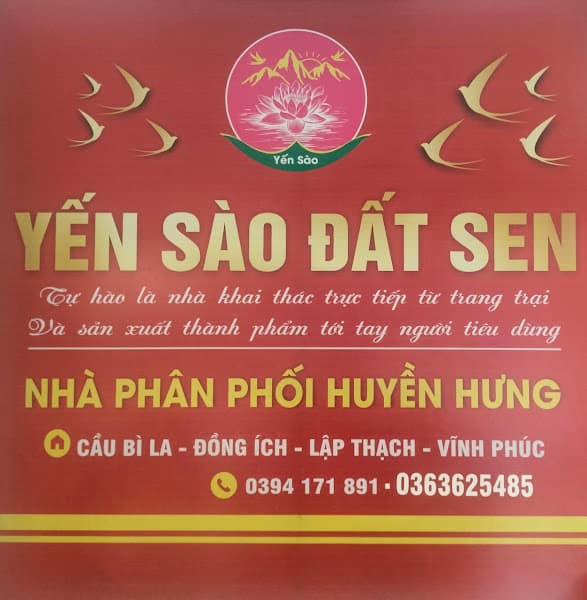 Yến Sào
YẾN SÀO ĐẤT SEN
Tự hào là nhà khai thác trực tiếp từ trang trại
Và sản xuất thành phẩm tới tay người tiêu dùng
NHÀ PHÂN PHỐI HUYỀN HƯNG
CẦU BÌ LA - ĐỒNG ÍCH - LẬP THẠCH - VĨNH PHÚC
0394 171 891 · 0363625485